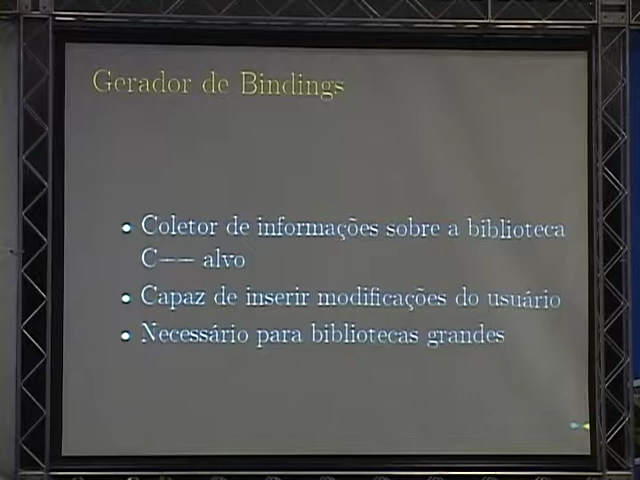 Gerador de Bindings
• Coletor de informações sobre a biblioteca
C++ alvo
• Capaz de inserir modificações do usuário
• Necessário para bibliotecas grandes